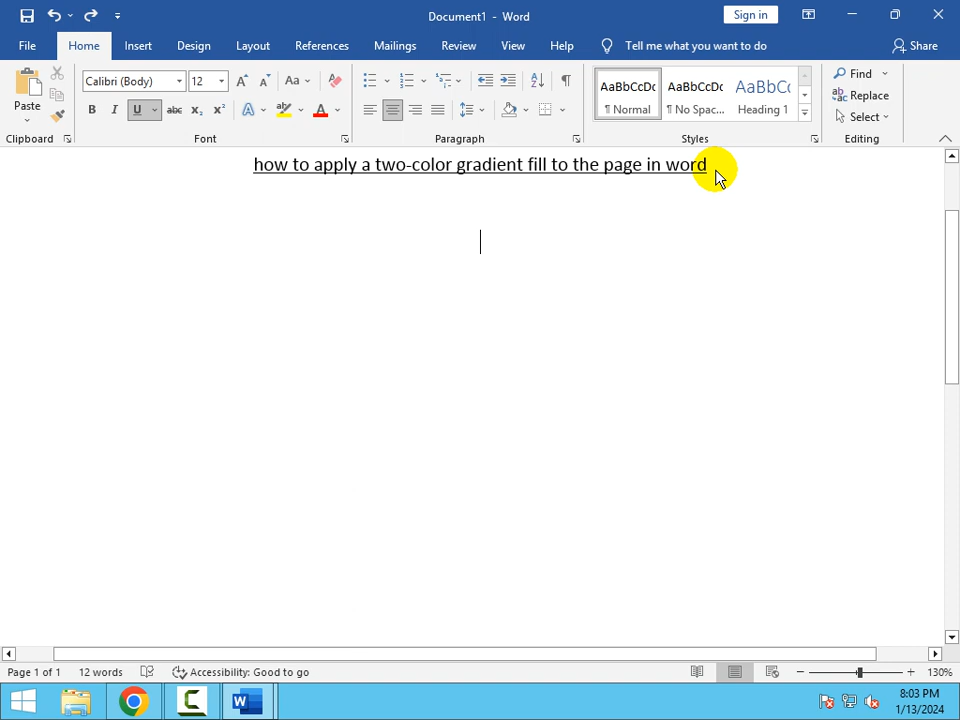 Document1 - Word
Sign in
File Home Insert Design Layout References Mailings Review View Help Tell me what you want to do Share
Paste
Calibri (Body) 12
Aa
AaBbCcDc AaBbCcDc AaBbCc
¶ Normal ¶ No Spac... Heading 1
Find
Replace
Select
Clipboard Font Paragraph Styles Editing
how to apply a two-color gradient fill to the page in word
Page 1 of 1 12 words Accessibility: Good to go 130%
8:03 PM
1/13/2024